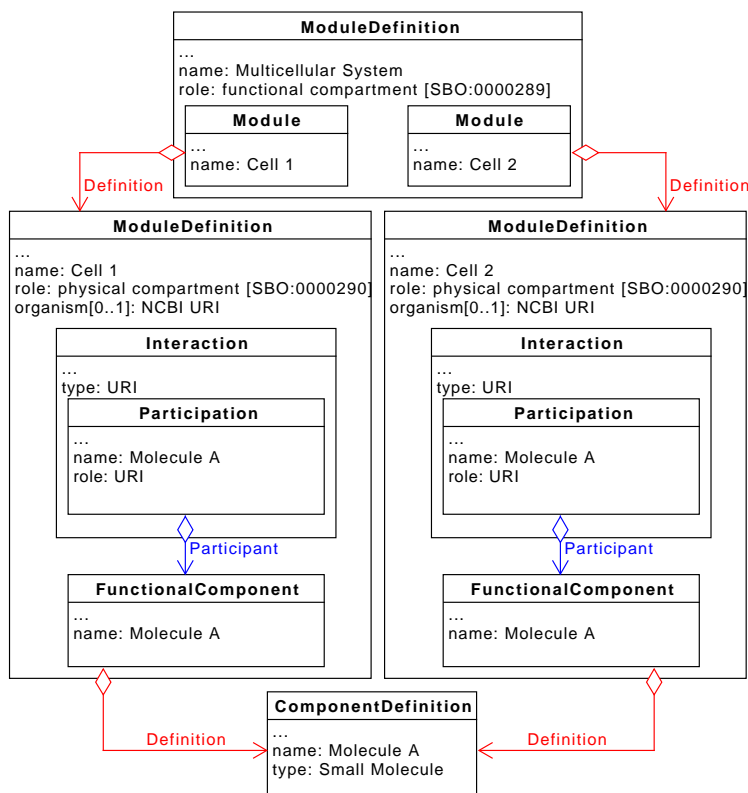 ModuleDefinition
...
name: Multicellular System
role: functional compartment [SBO:0000289]
Module
...
name: Cell 1
Module
...
name: Cell 2
Definition
Definition
ModuleDefinition
...
name: Cell 1
role: physical compartment [SBO:0000290]
organism[0..1]: NCBI URI
Interaction
...
type: URI
Participation
...
name: Molecule A
role: URI
Participant
FunctionalComponent
...
name: Molecule A
ModuleDefinition
...
name: Cell 2
role: physical compartment [SBO:0000290]
organism[0..1]: NCBI URI
Interaction
...
type: URI
Participation
...
name: Molecule A
role: URI
Participant
FunctionalComponent
...
name: Molecule A
Definition
Definition
ComponentDefinition
...
name: Molecule A
type: Small Molecule